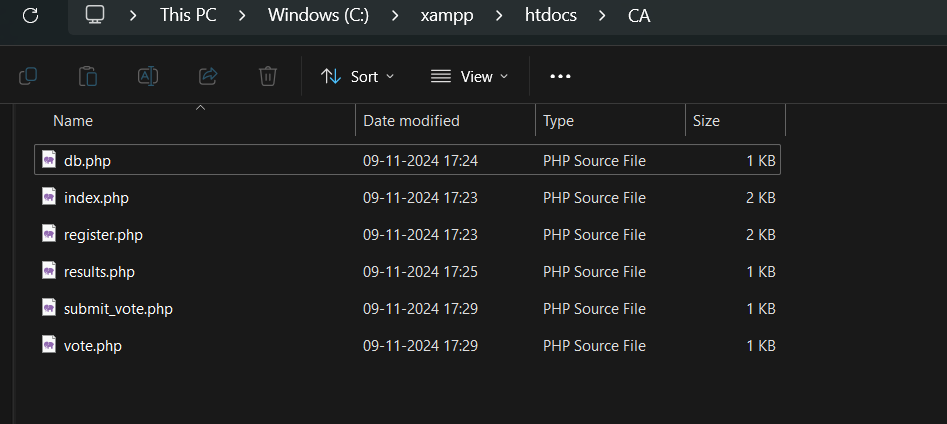 This PC > Windows (C:) > xampp > htdocs > CA
Sort View
Name Date modified Type Size
db.php 09-11-2024 17:24 PHP Source File 1 KB
index.php 09-11-2024 17:23 PHP Source File 2 KB
register.php 09-11-2024 17:23 PHP Source File 2 KB
results.php 09-11-2024 17:25 PHP Source File 1 KB
submit_vote.php 09-11-2024 17:29 PHP Source File 1 KB
vote.php 09-11-2024 17:29 PHP Source File 1 KB